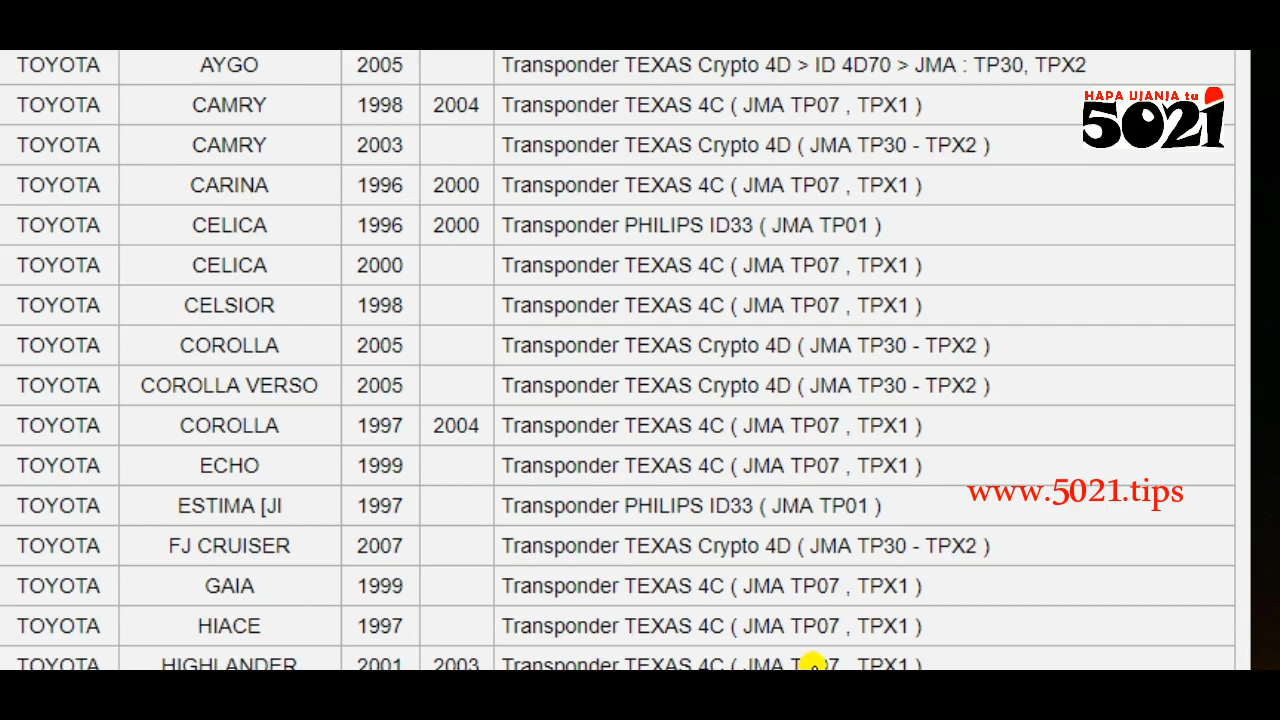 TOYOTA AYGO 2005 Transponder TEXAS Crypto 4D > ID 4D70 > JMA : TP30, TPX2
HAPA UJANJA tu
5021
TOYOTA CAMRY 1998 2004 Transponder TEXAS 4C ( JMA TP07 , TPX1 )
TOYOTA CAMRY 2003 Transponder TEXAS Crypto 4D ( JMA TP30 - TPX2 )
TOYOTA CARINA 1996 2000 Transponder TEXAS 4C ( JMA TP07 , TPX1 )
TOYOTA CELICA 1996 2000 Transponder PHILIPS ID33 ( JMA TP01 )
TOYOTA CELICA 2000 Transponder TEXAS 4C ( JMA TP07 , TPX1 )
TOYOTA CELSIOR 1998 Transponder TEXAS 4C ( JMA TP07 , TPX1 )
TOYOTA COROLLA 2005 Transponder TEXAS Crypto 4D ( JMA TP30 - TPX2 )
TOYOTA COROLLA VERSO 2005 Transponder TEXAS Crypto 4D ( JMA TP30 - TPX2 )
TOYOTA COROLLA 1997 2004 Transponder TEXAS 4C ( JMA TP07 , TPX1 )
TOYOTA ECHO 1999 Transponder TEXAS 4C ( JMA TP07 , TPX1 )
www.5021.tips
TOYOTA ESTIMA [JI 1997 Transponder PHILIPS ID33 ( JMA TP01 )
TOYOTA FJ CRUISER 2007 Transponder TEXAS Crypto 4D ( JMA TP30 - TPX2 )
TOYOTA GAIA 1999 Transponder TEXAS 4C ( JMA TP07 , TPX1 )
TOYOTA HIACE 1997 Transponder TEXAS 4C ( JMA TP07 , TPX1 )
TOYOTA HIGHLANDER 2001 2003 Transponder TEXAS 4C ( JMA TP07 , TPX1 )